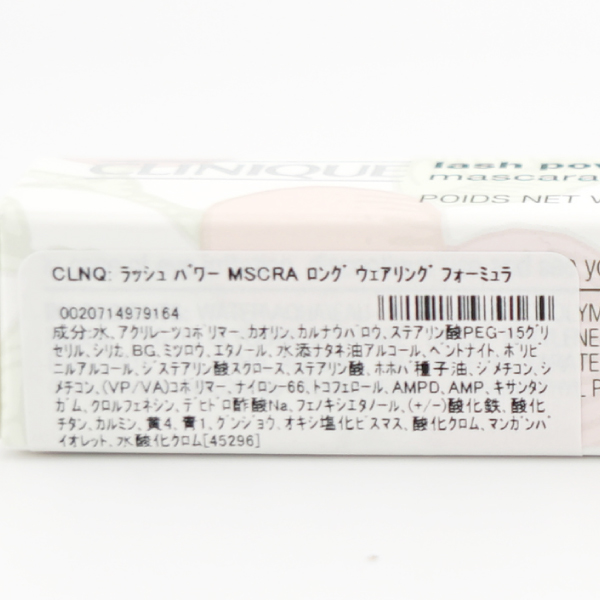 CLINIQUE
lash pow
mascara
POIDS NET
CLNQ: ラッシュ パワー MSCRA ロング ウェアリング フォーミュラ
0020714979164
成分:水、アクリレーツコポリマー、カオリン、カルナウバロウ、ステアリン酸PEG-15グリ
セリル、シリカ、BG、ミツロウ、エタノール、水添ナタネ油アルコール、ベントナイト、ポリビ
ニルアルコール、ジステアリン酸スクロース、ステアリン酸、ホホバ種子油、ジメチコン、シ
メチコン、(VP/VA)コポリマー、ナイロン-66、トコフェロール、AMPD、AMP、キサンタン
ガム、クロルフェネシン、デヒドロ酢酸Na、フェノキシエタノール、(+/-)酸化鉄、酸化
チタン、カルミン、黄4、青1、グンジョウ、オキシ塩化ビスマス、酸化クロム、マンガンバ
イオレット、水酸化クロム[45296]